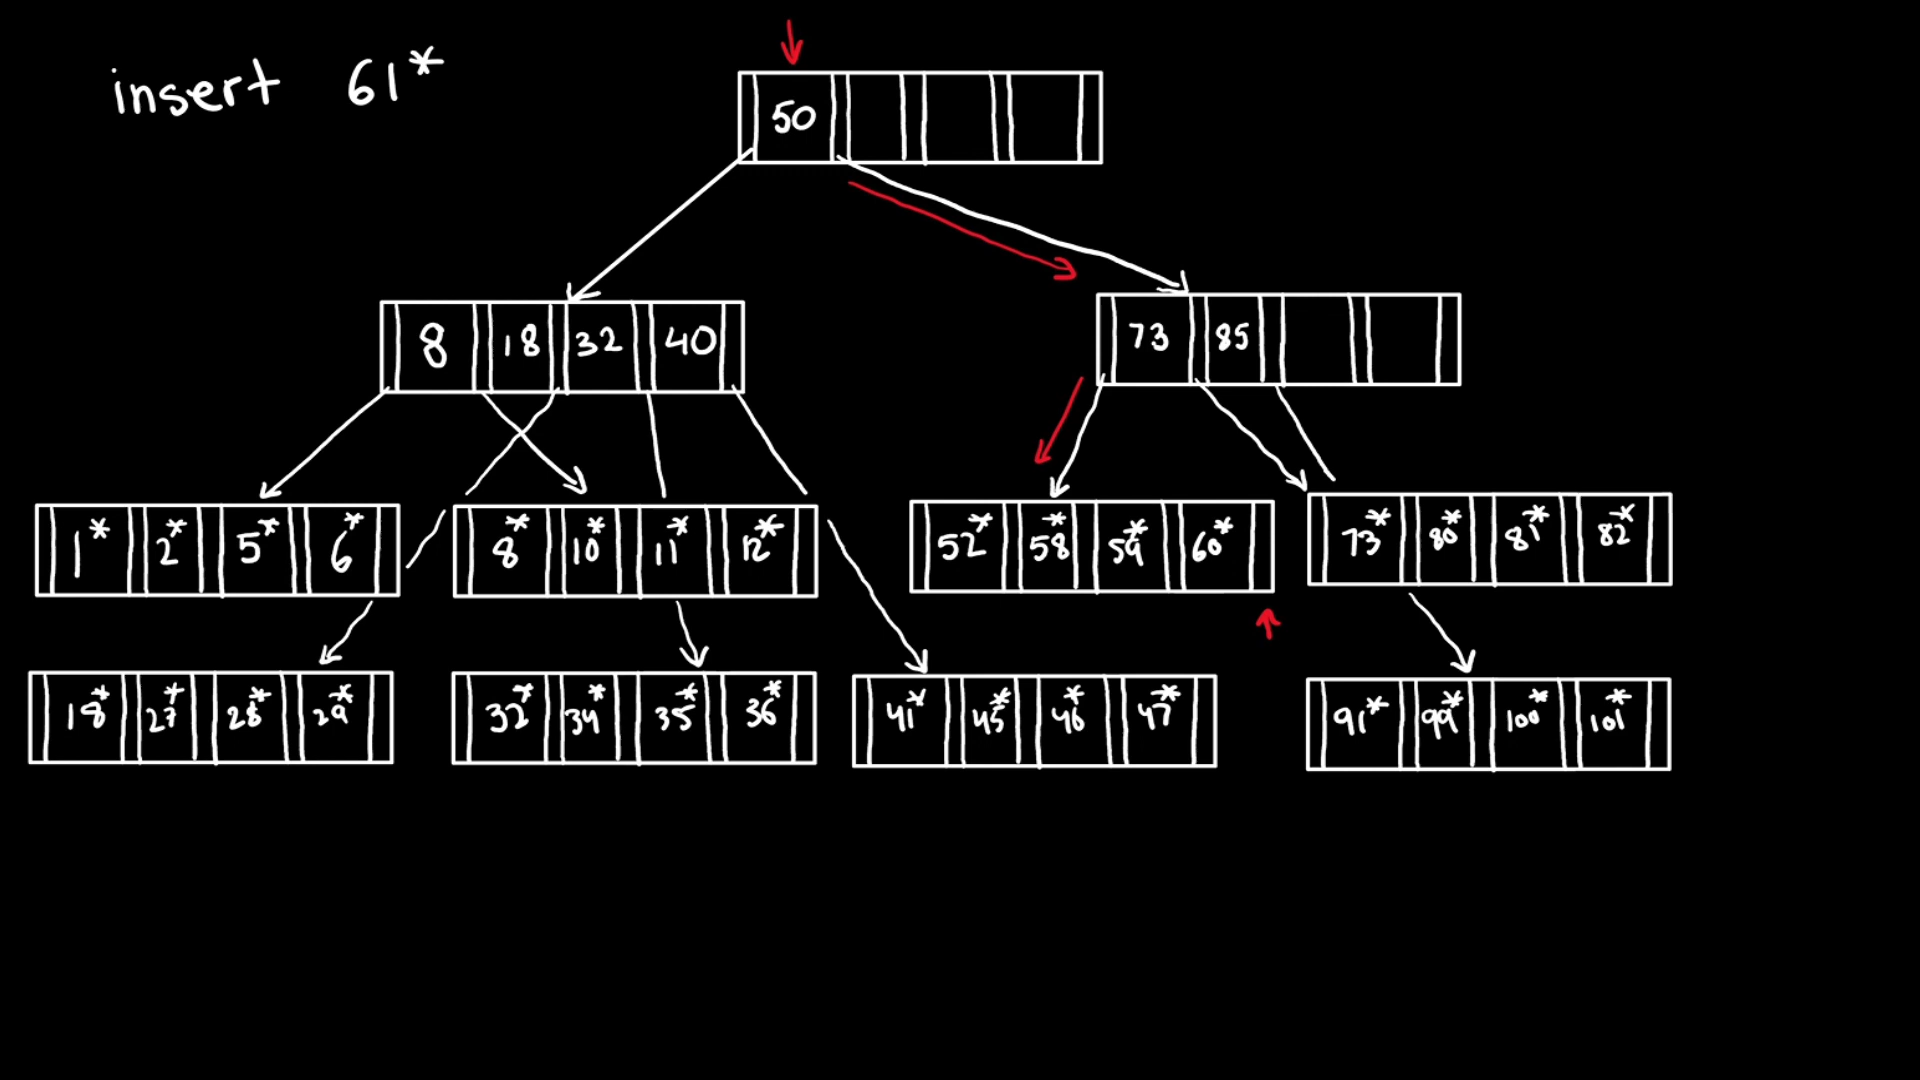 insert 61*
50
8 18 32 40
73 85
1* 2* 5* 6*
8* 10* 11* 12*
52* 58* 59* 60*
73* 80* 81* 82*
18* 27* 28* 29*
32* 34* 35* 36*
41* 45* 46* 47*
91* 99* 100* 101*